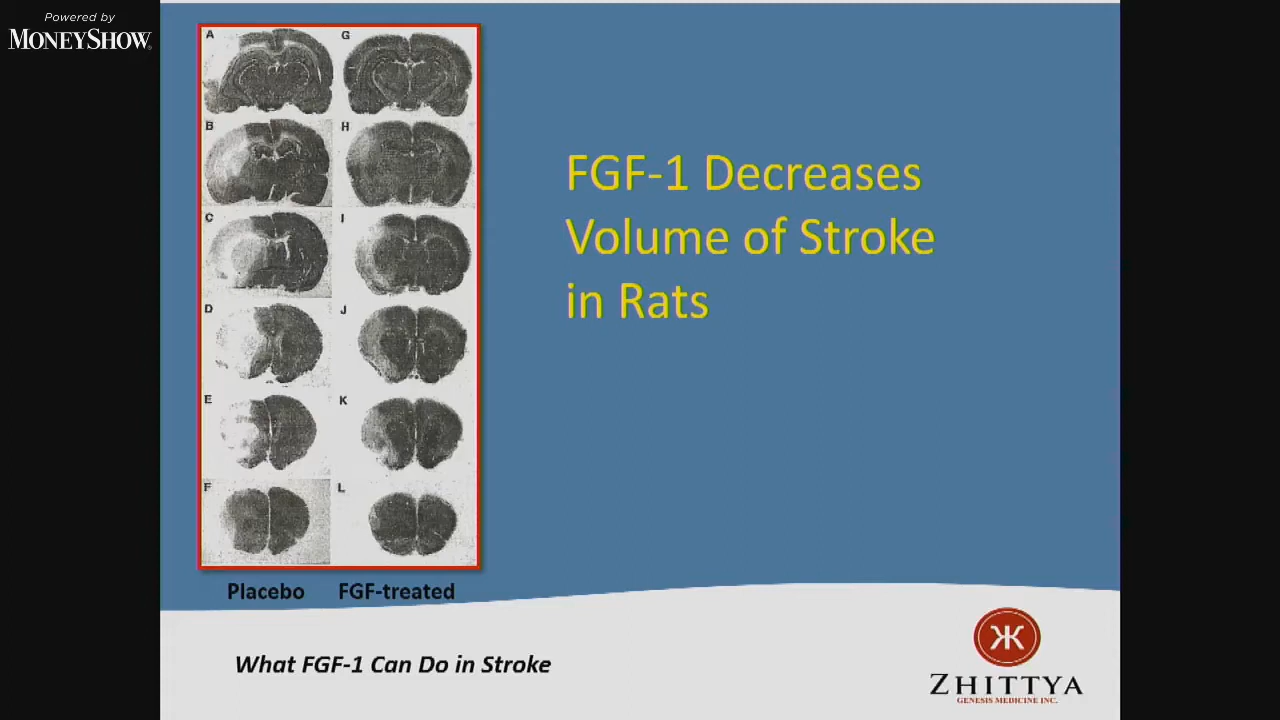 Powered by
MONEYSHOW®
A
G
B
H
C
I
D
J
E
K
F
L
Placebo
FGF-treated
FGF-1 Decreases
Volume of Stroke
in Rats
What FGF-1 Can Do in Stroke
ZHITTYA
GENESIS MEDICINE INC.